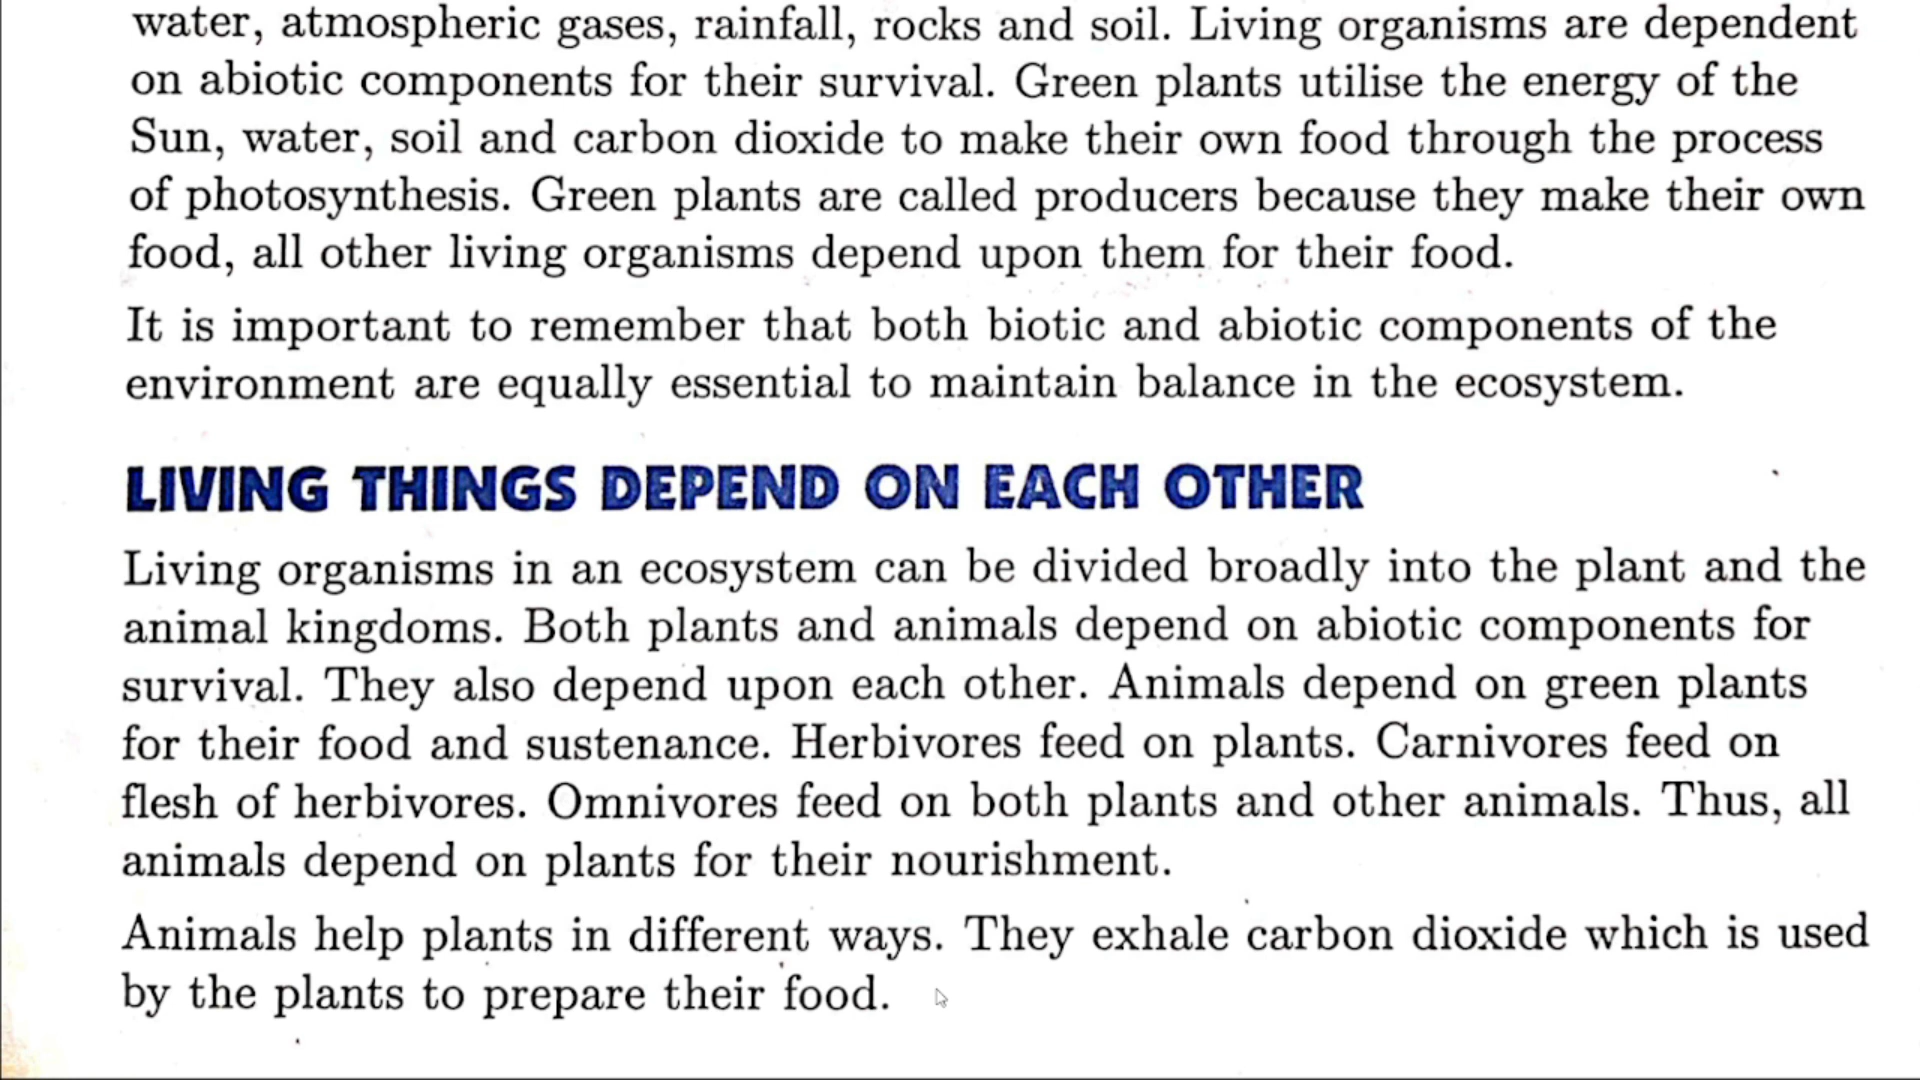 water, atmospheric gases, rainfall, rocks and soil. Living organisms are dependent
on abiotic components for their survival. Green plants utilise the energy of the
Sun, water, soil and carbon dioxide to make their own food through the process
of photosynthesis. Green plants are called producers because they make their own
food, all other living organisms depend upon them for their food.
It is important to remember that both biotic and abiotic components of the
environment are equally essential to maintain balance in the ecosystem.
LIVING THINGS DEPEND ON EACH OTHER
Living organisms in an ecosystem can be divided broadly into the plant and the
animal kingdoms. Both plants and animals depend on abiotic components for
survival. They also depend upon each other. Animals depend on green plants
for their food and sustenance. Herbivores feed on plants. Carnivores feed on
flesh of herbivores. Omnivores feed on both plants and other animals. Thus, all
animals depend on plants for their nourishment.
Animals help plants in different ways. They exhale carbon dioxide which is used
by the plants to prepare their food.